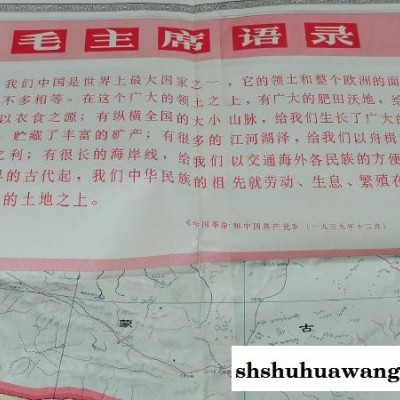 毛主席语录
我们中国是世界上最大国家之一，它的领土和整个欧洲的面
不多相等。在这个广大的领土之上，有广大的肥田沃地，给
以衣食之源；有纵横全国的大小山脉，给我们生长了广大的
，贮藏了丰富的矿产；有很多的江河湖泽，给我们以舟楫
之利；有很长的海岸线，给我们以交通海外各民族的方便
的古代起，我们中华民族的祖先就劳动、生息、繁殖在
的土地之上。
《中国革命和中国共产党》（一九三九年十二月）
蒙 古
shshuhuawang